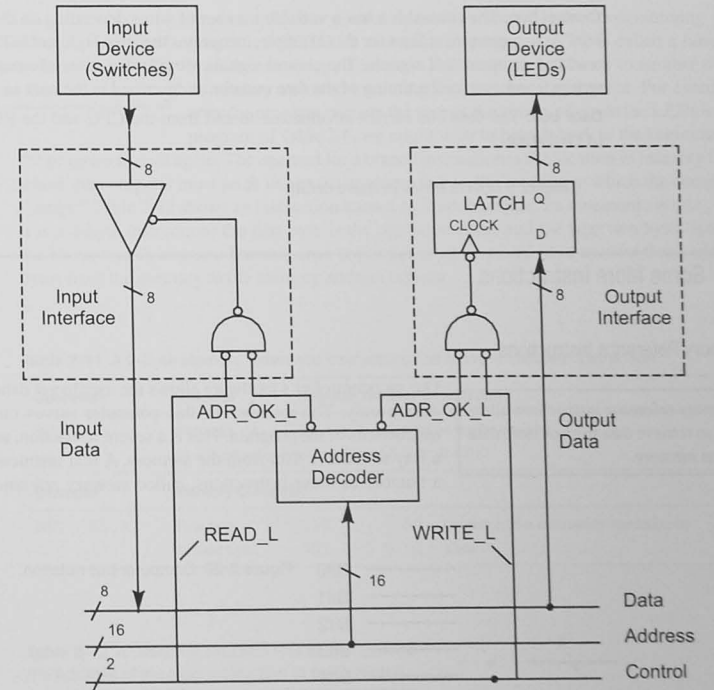 Input
Device
(Switches)
Output
Device
(LEDs)
8
8
LATCH
Q
CLOCK
D
8
8
Input
Interface
Output
Interface
ADR_OK
ADR_OK_L
Input
Data
Output
Data
Address
Decoder
READ_L
WRITE_L
16
8
Data
16
Address
2
Control